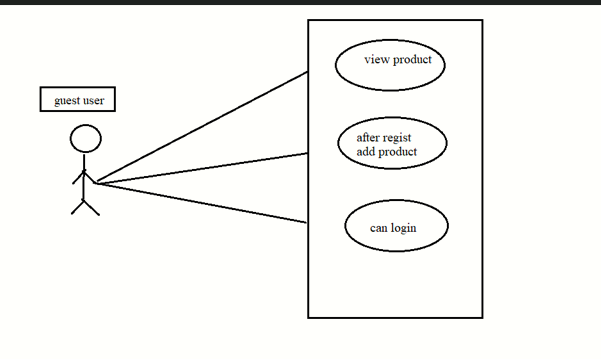 view product
guest user
after regist
add product
can login